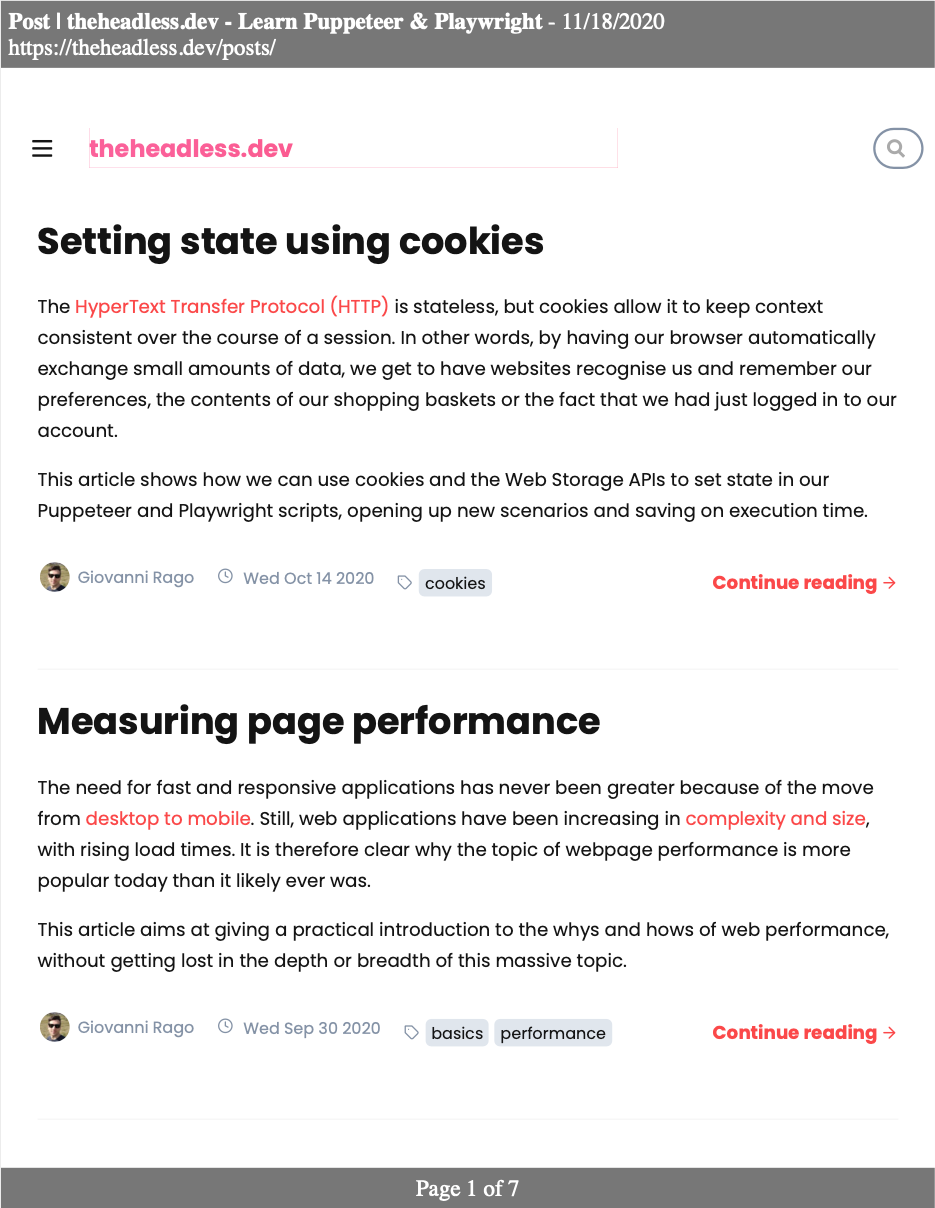 Post | theheadless.dev - Learn Puppeteer & Playwright - 11/18/2020
https://theheadless.dev/posts/
theheadless.dev
Setting state using cookies
The HyperText Transfer Protocol (HTTP) is stateless, but cookies allow it to keep context
consistent over the course of a session. In other words, by having our browser automatically
exchange small amounts of data, we get to have websites recognise us and remember our
preferences, the contents of our shopping baskets or the fact that we had just logged in to our
account.
This article shows how we can use cookies and the Web Storage APIs to set state in our
Puppeteer and Playwright scripts, opening up new scenarios and saving on execution time.
Giovanni Rago Wed Oct 14 2020 cookies Continue reading →
Measuring page performance
The need for fast and responsive applications has never been greater because of the move
from desktop to mobile. Still, web applications have been increasing in complexity and size,
with rising load times. It is therefore clear why the topic of webpage performance is more
popular today than it likely ever was.
This article aims at giving a practical introduction to the whys and hows of web performance,
without getting lost in the depth or breadth of this massive topic.
Giovanni Rago Wed Sep 30 2020 basics performance Continue reading →
Page 1 of 7